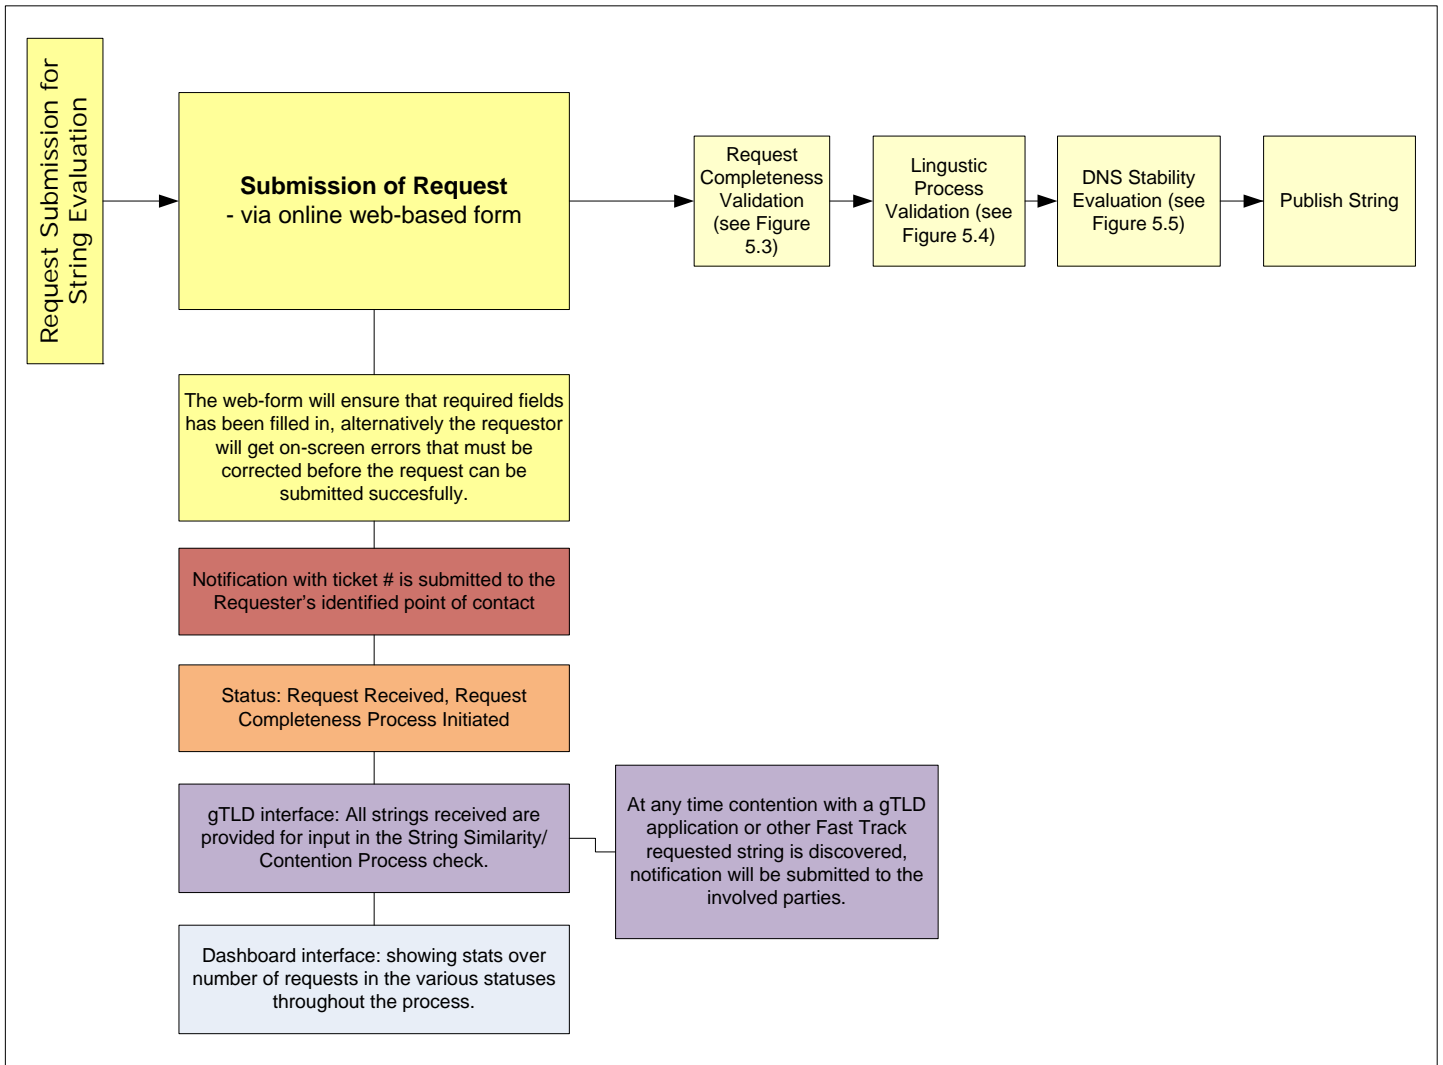 Request Submission for
String Evaluation
Submission of Request
- via online web-based form
Request
Completeness
Validation
(see Figure
5.3)
Lingustic
Process
Validation (see
Figure 5.4)
DNS Stability
Evaluation (see
Figure 5.5)
Publish String
The web-form will ensure that required fields
has been filled in, alternatively the requestor
will get on-screen errors that must be
corrected before the request can be
submitted succesfully.
Notification with ticket # is submitted to the
Requester’s identified point of contact
Status: Request Received, Request
Completeness Process Initiated
gTLD interface: All strings received are
provided for input in the String Similarity/
Contention Process check.
At any time contention with a gTLD
application or other Fast Track
requested string is discovered,
notification will be submitted to the
involved parties.
Dashboard interface: showing stats over
number of requests in the various statuses
throughout the process.